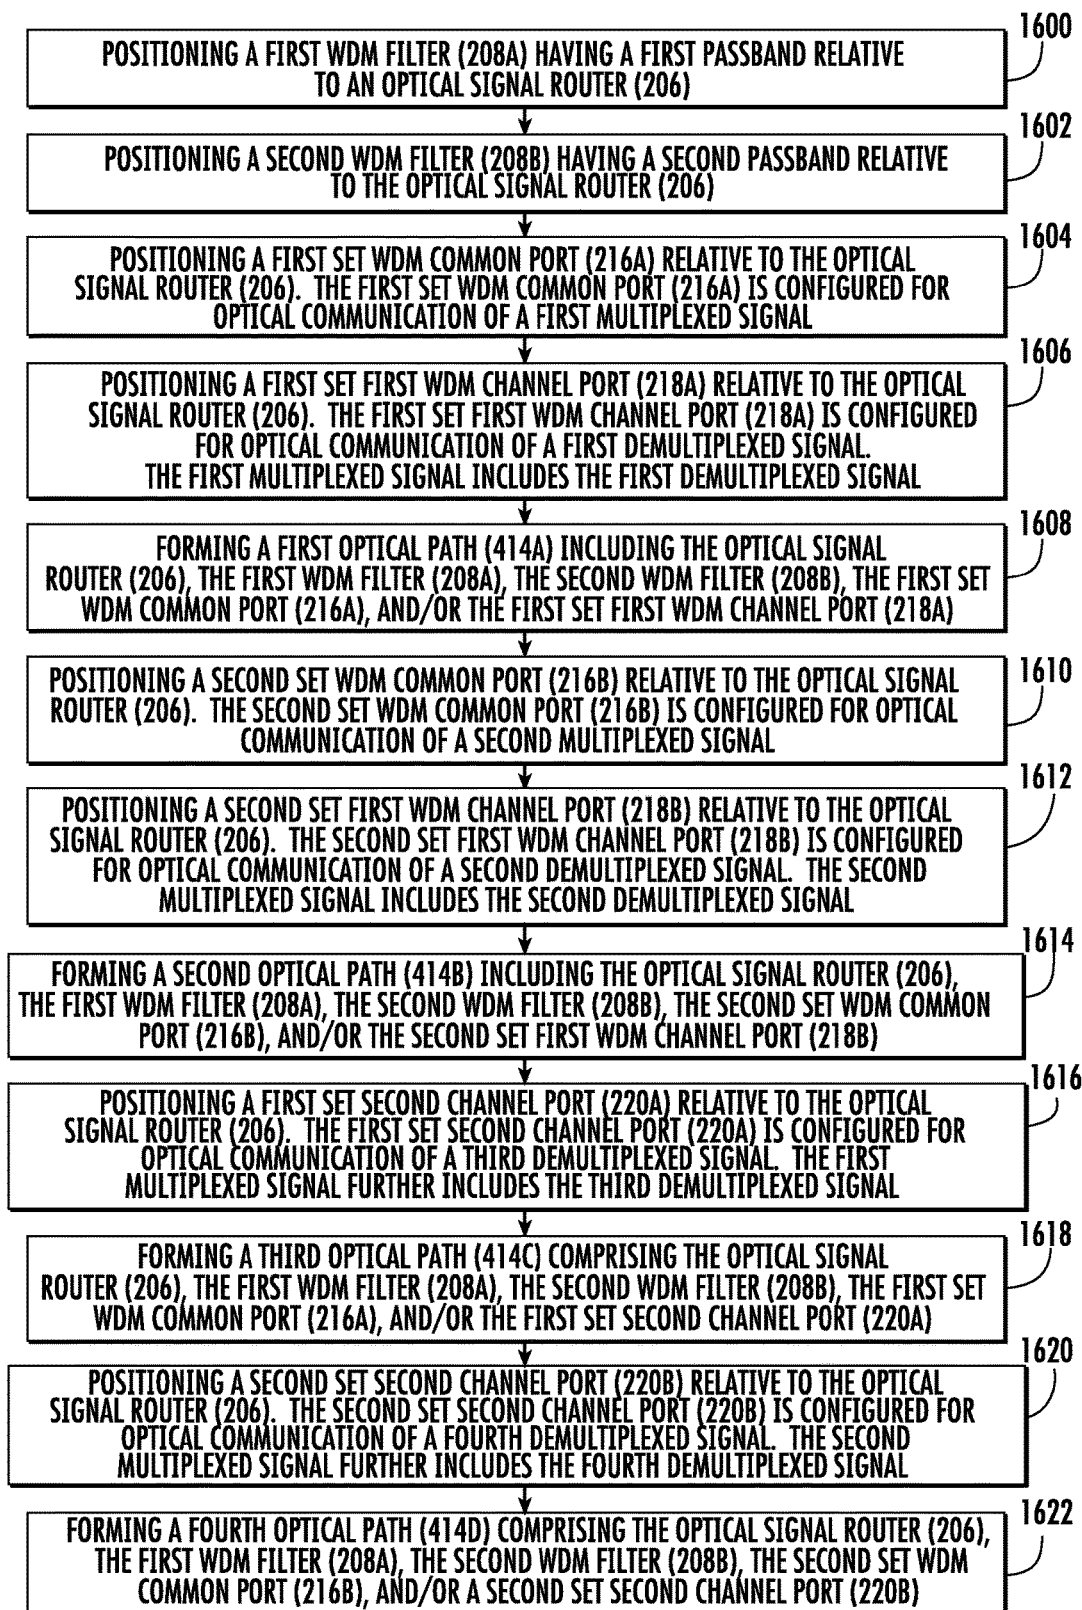 1600
POSITIONING A FIRST WDM FILTER (208A) HAVING A FIRST PASSBAND RELATIVE
TO AN OPTICAL SIGNAL ROUTER (206)
1602
POSITIONING A SECOND WDM FILTER (208B) HAVING A SECOND PASSBAND RELATIVE
TO THE OPTICAL SIGNAL ROUTER (206)
1604
POSITIONING A FIRST SET WDM COMMON PORT (216A) RELATIVE TO THE OPTICAL
SIGNAL ROUTER (206). THE FIRST SET WDM COMMON PORT (216A) IS CONFIGURED FOR
OPTICAL COMMUNICATION OF A FIRST MULTIPLEXED SIGNAL
1606
POSITIONING A FIRST SET FIRST WDM CHANNEL PORT (218A) RELATIVE TO THE OPTICAL
SIGNAL ROUTER (206). THE FIRST SET FIRST WDM CHANNEL PORT (218A) IS CONFIGURED
FOR OPTICAL COMMUNICATION OF A FIRST DEMULTIPLEXED SIGNAL.
THE FIRST MULTIPLEXED SIGNAL INCLUDES THE FIRST DEMULTIPLEXED SIGNAL
1608
FORMING A FIRST OPTICAL PATH (414A) INCLUDING THE OPTICAL SIGNAL
ROUTER (206), THE FIRST WDM FILTER (208A), THE SECOND WDM FILTER (208B), THE FIRST SET
WDM COMMON PORT (216A), AND/OR THE FIRST SET FIRST WDM CHANNEL PORT (218A)
1610
POSITIONING A SECOND SET WDM COMMON PORT (216B) RELATIVE TO THE OPTICAL SIGNAL
ROUTER (206). THE SECOND SET WDM COMMON PORT (216B) IS CONFIGURED FOR OPTICAL
COMMUNICATION OF A SECOND MULTIPLEXED SIGNAL
1612
POSITIONING A SECOND SET FIRST WDM CHANNEL PORT (218B) RELATIVE TO THE OPTICAL
SIGNAL ROUTER (206). THE SECOND SET FIRST WDM CHANNEL PORT (218B) IS CONFIGURED
FOR OPTICAL COMMUNICATION OF A SECOND DEMULTIPLEXED SIGNAL. THE SECOND
MULTIPLEXED SIGNAL INCLUDES THE SECOND DEMULTIPLEXED SIGNAL
1614
FORMING A SECOND OPTICAL PATH (414B) INCLUDING THE OPTICAL SIGNAL ROUTER (206),
THE FIRST WDM FILTER (208A), THE SECOND WDM FILTER (208B), THE SECOND SET WDM COMMON
PORT (216B), AND/OR THE SECOND SET FIRST WDM CHANNEL PORT (218B)
1616
POSITIONING A FIRST SET SECOND CHANNEL PORT (220A) RELATIVE TO THE OPTICAL
SIGNAL ROUTER (206). THE FIRST SET SECOND CHANNEL PORT (220A) IS CONFIGURED FOR
OPTICAL COMMUNICATION OF A THIRD DEMULTIPLEXED SIGNAL. THE FIRST
MULTIPLEXED SIGNAL FURTHER INCLUDES THE THIRD DEMULTIPLEXED SIGNAL
1618
FORMING A THIRD OPTICAL PATH (414C) COMPRISING THE OPTICAL SIGNAL
ROUTER (206), THE FIRST WDM FILTER (208A), THE SECOND WDM FILTER (208B), THE FIRST SET
WDM COMMON PORT (216A), AND/OR THE FIRST SET SECOND CHANNEL PORT (220A)
1620
POSITIONING A SECOND SET SECOND CHANNEL PORT (220B) RELATIVE TO THE OPTICAL
SIGNAL ROUTER (206). THE SECOND SET SECOND CHANNEL PORT (220B) IS CONFIGURED FOR
OPTICAL COMMUNICATION OF A FOURTH DEMULTIPLEXED SIGNAL. THE SECOND
MULTIPLEXED SIGNAL FURTHER INCLUDES THE FOURTH DEMULTIPLEXED SIGNAL
1622
FORMING A FOURTH OPTICAL PATH (414D) COMPRISING THE OPTICAL SIGNAL ROUTER (206),
THE FIRST WDM FILTER (208A), THE SECOND WDM FILTER (208B), THE SECOND SET WDM
COMMON PORT (216B), AND/OR A SECOND SET SECOND CHANNEL PORT (220B)